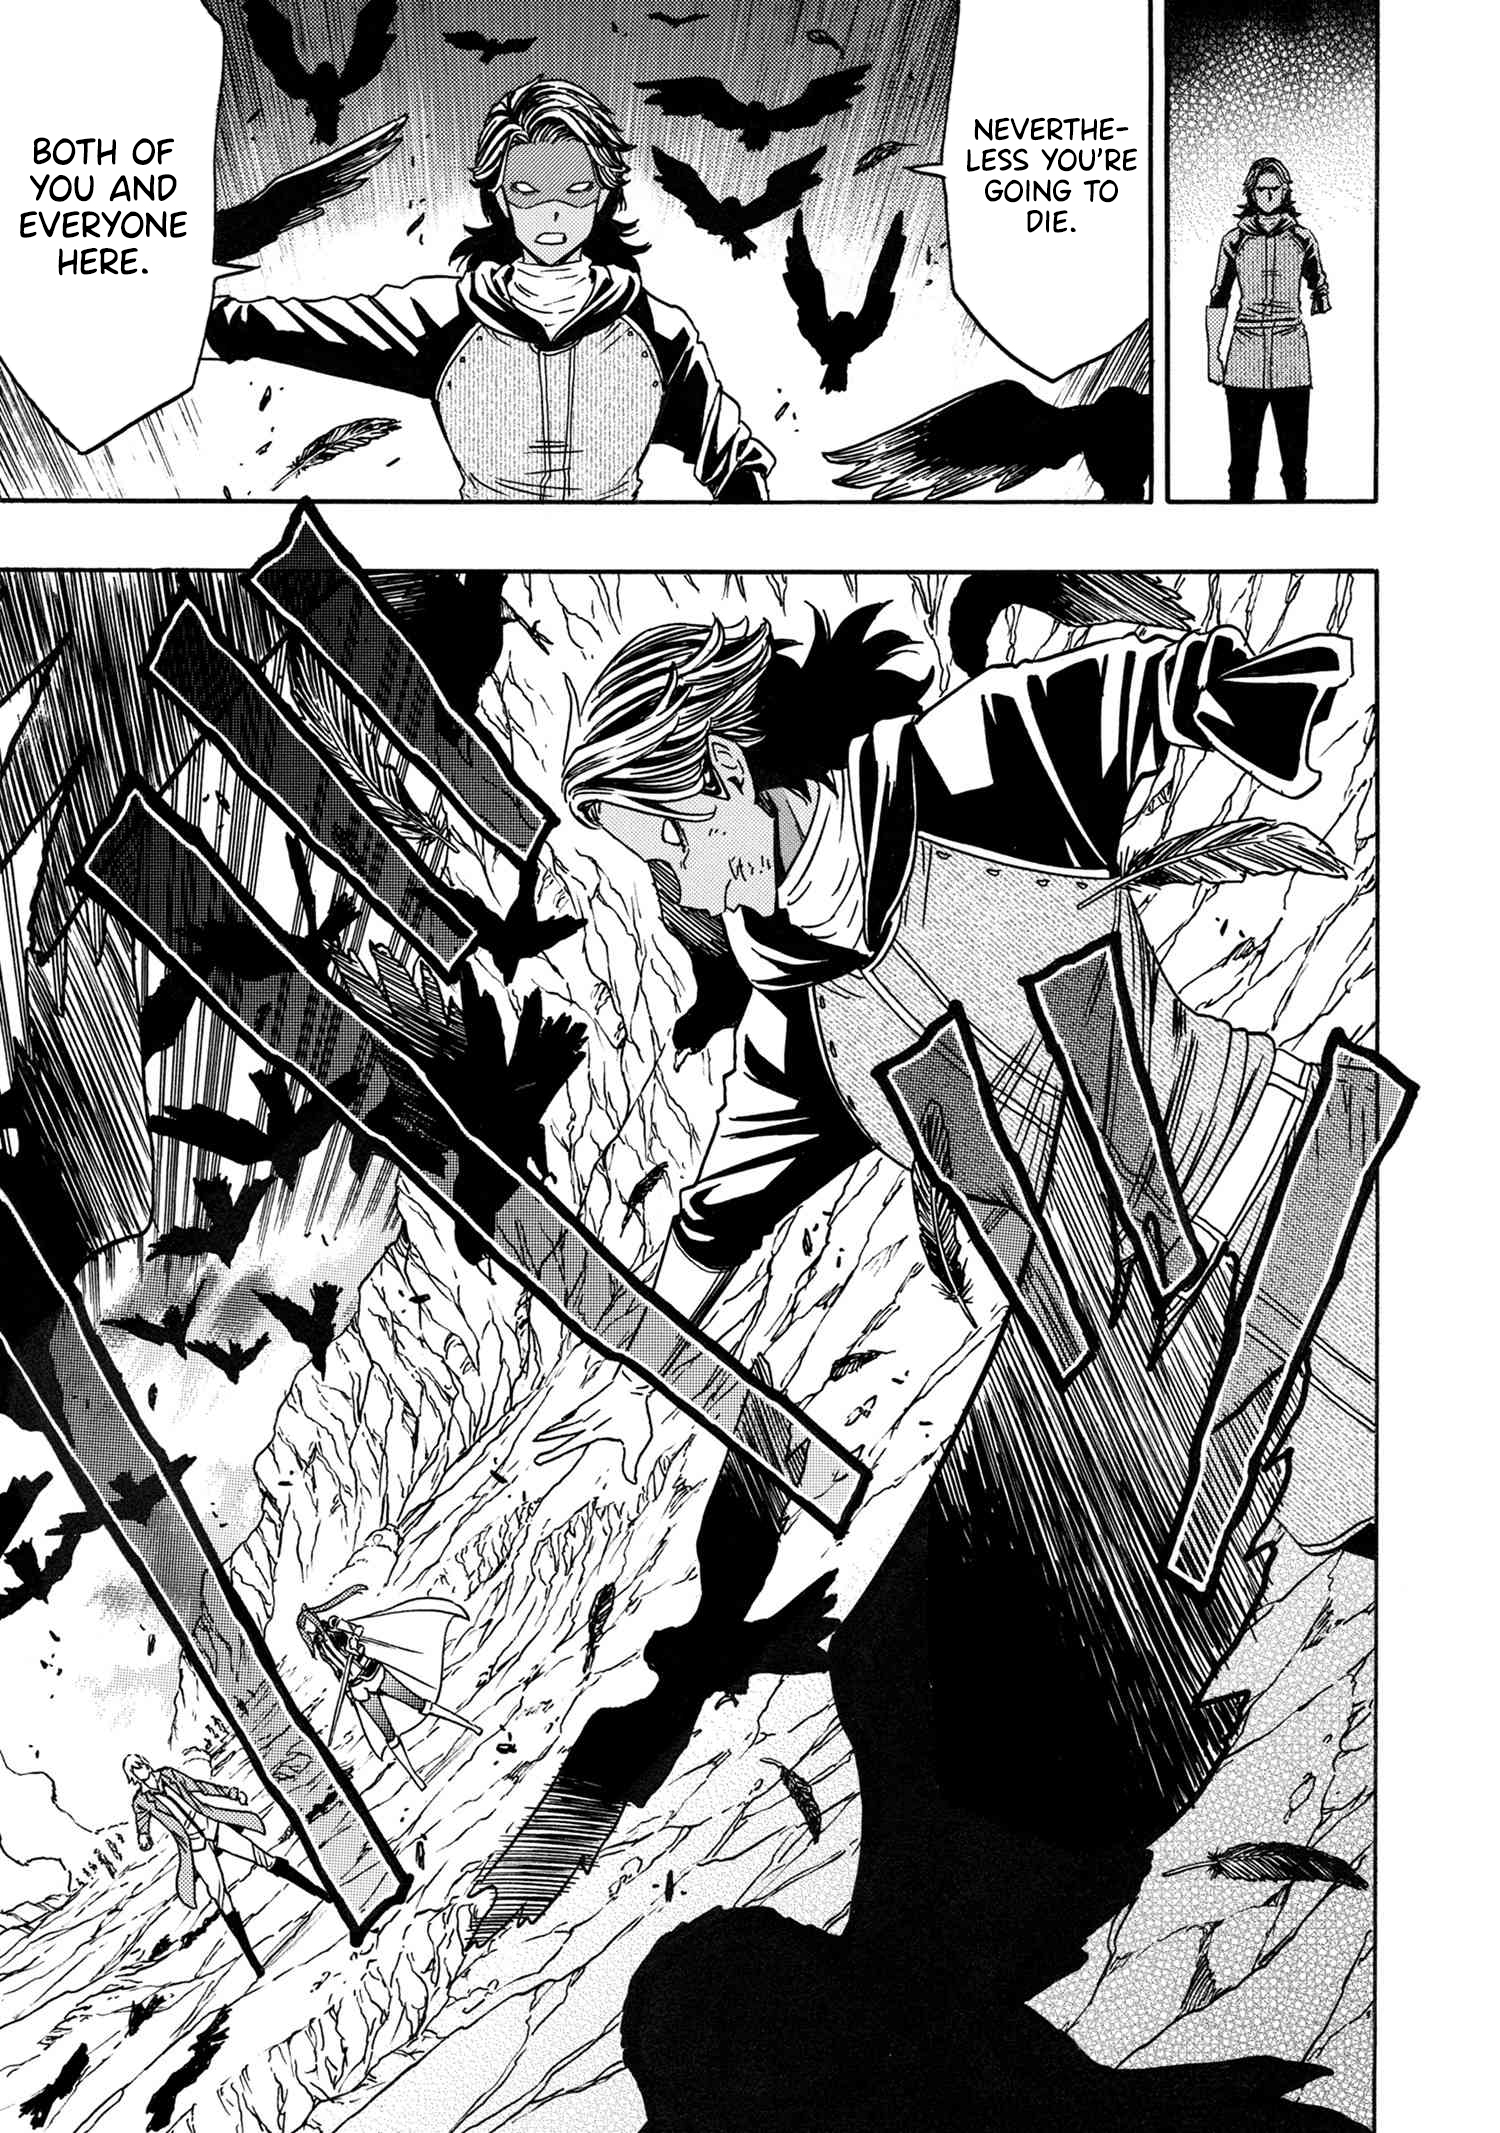 NEVERTHE-
LESS YOU'RE
GOING TO
DIE.
BOTH OF
YOU AND
EVERYONE
HERE.